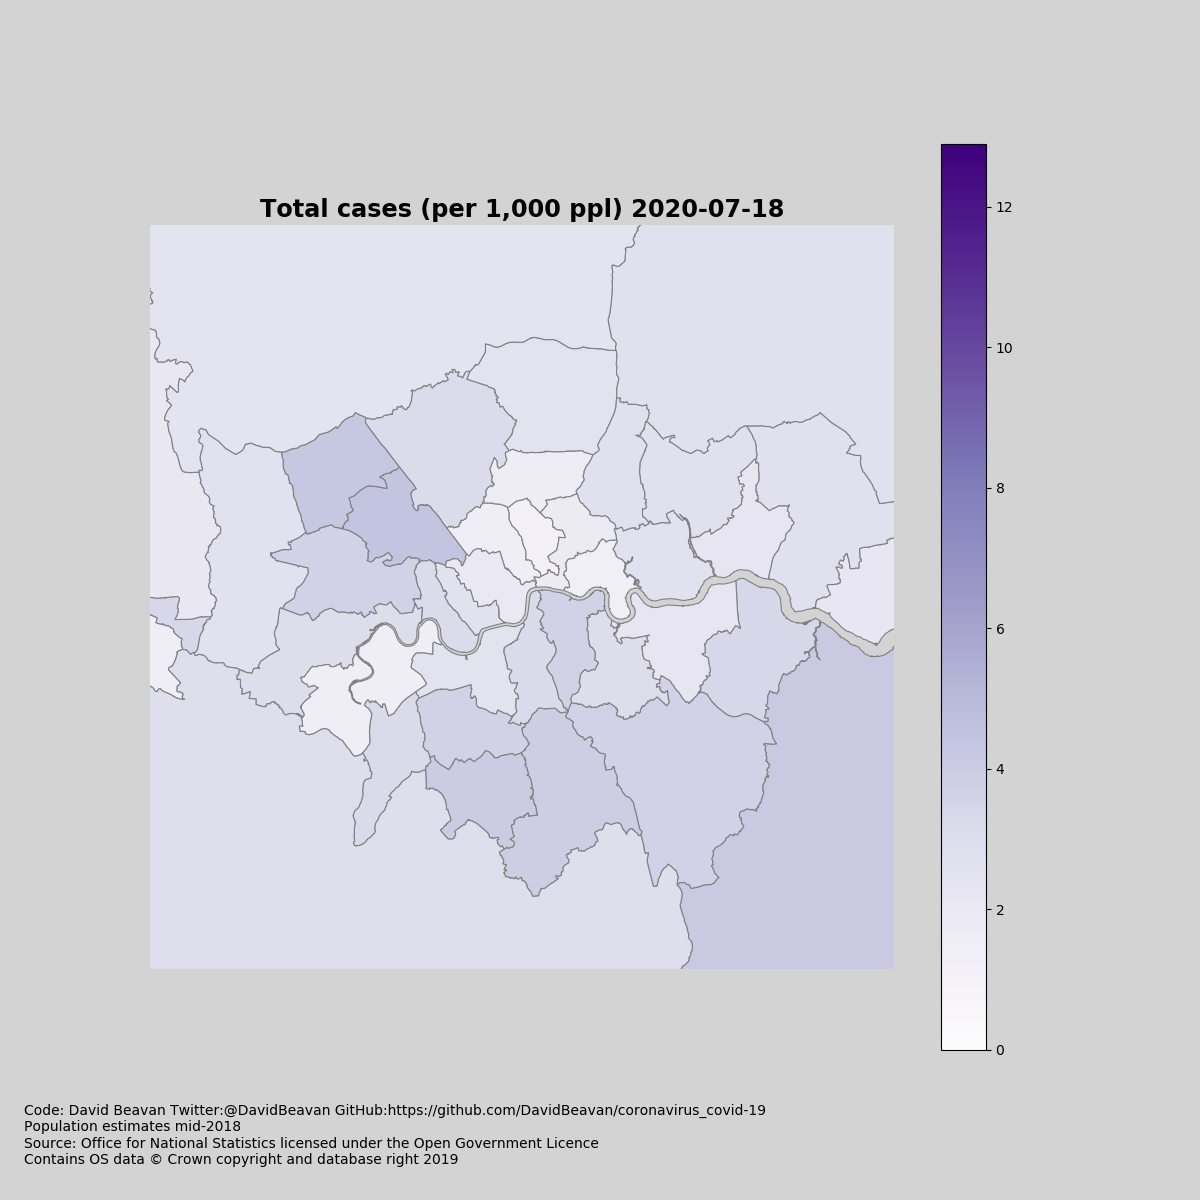 Total cases (per 1,000 ppl) 2020-07-18
12
10
8
6
4
2
0
Code: David Beavan Twitter:@DavidBeavan GitHub:https://github.com/DavidBeavan/coronavirus_covid-19
Population estimates mid-2018
Source: Office for National Statistics licensed under the Open Government Licence
Contains OS data © Crown copyright and database right 2019